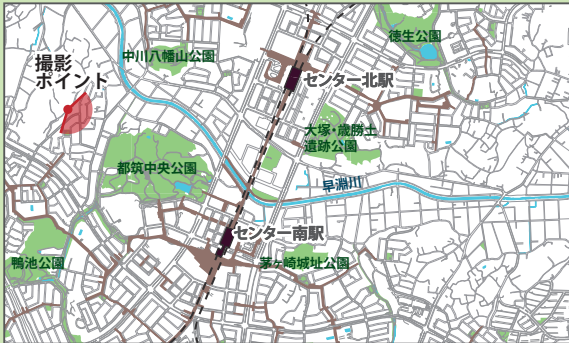 徳生公園
中川八幡山公園
撮影
ポイント
センター北駅
大塚・歳勝土
遺跡公園
都筑中央公園
早淵川
センター南駅
鴨池公園
茅ヶ崎城址公園